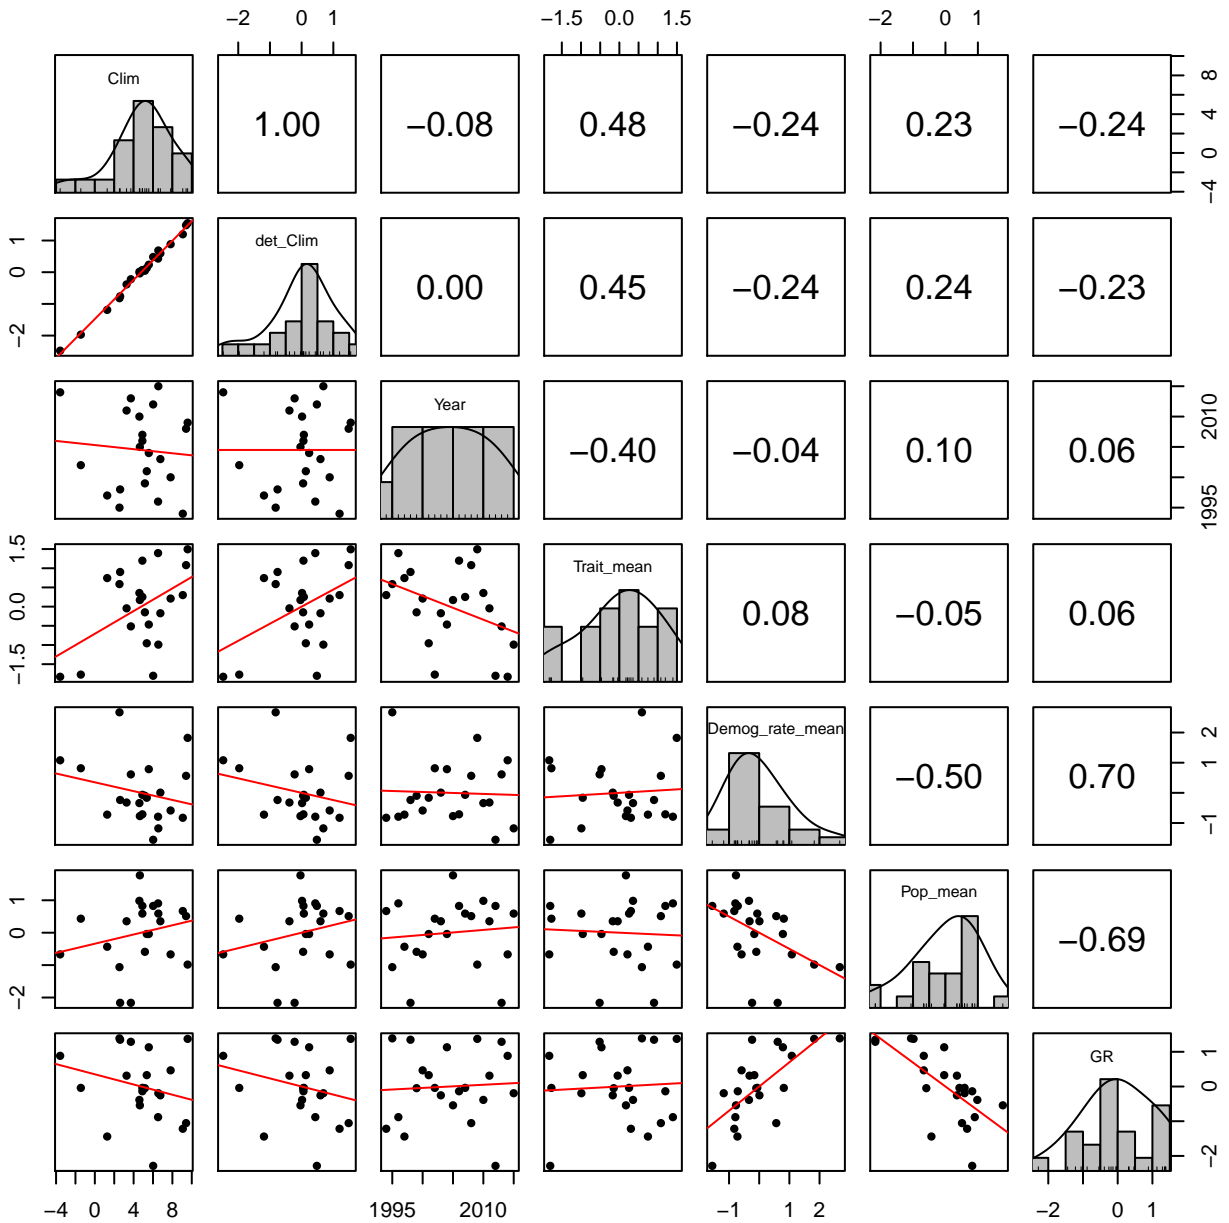 −2 0 1 −1.5 0.0 1.5 −2 0 1
Clim 1.00 −0.08 0.48 −0.24 0.23 −0.24 −4 0 4 8
−2 0 1 det_Clim 0.00 0.45 −0.24 0.24 −0.23
Year −0.40 −0.04 0.10 0.06 1995 2010
−1.5 0.0 1.5 Trait_mean 0.08 −0.05 0.06
Demog_rate_mean −0.50 0.70 −1 1 2
−2 0 1 Pop_mean −0.69
GR −2 0 1
−4 0 4 8 1995 2010 −1 1 2 −2 0 1